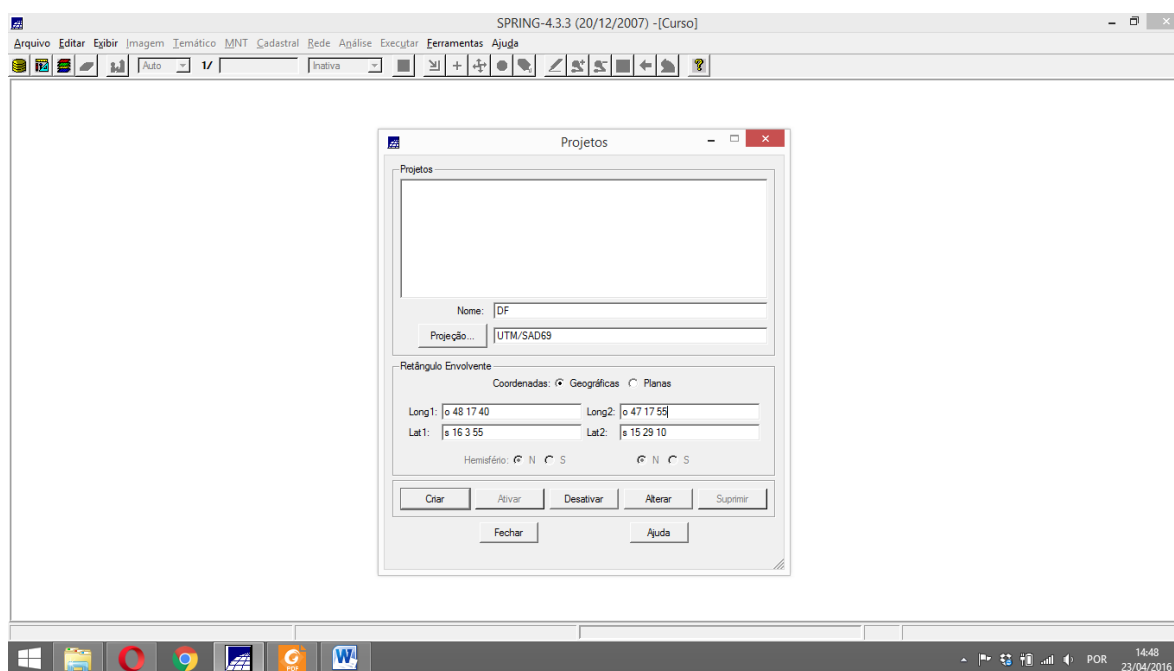 SPRING-4.3.3 (20/12/2007) -[Curso]
Arquivo Editar Exibir Imagem Temático MNT Cadastral Rede Análise Executar Ferramentas Ajuda
Auto 1/ Inativa
Projetos
Projetos
Nome: DF
Projeção... UTM/SAD69
Retângulo Envolvente
Coordenadas: Geográficas Planas
Long1: o 48 17 40 Long2: o 47 17 55
Lat1: s 16 3 55 Lat2: s 15 29 10
Hemisfério: N S N S
Criar Ativar Desativar Alterar Suprimir
Fechar Ajuda
POR 14:48
23/04/2016